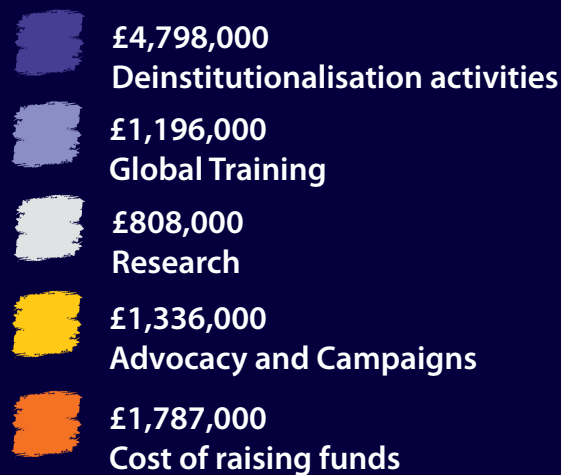 £4,798,000
Deinstitutionalisation activities
£1,196,000
Global Training
£808,000
Research
£1,336,000
Advocacy and Campaigns
£1,787,000
Cost of raising funds